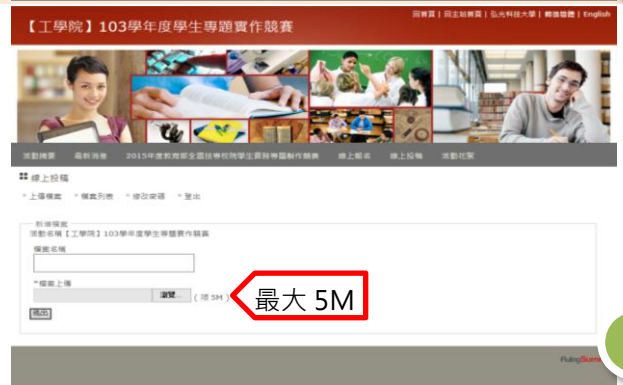 回首頁 | 回主站首頁 | 弘光科技大學 | 轉換簡體 | English
【工學院】103學年度學生專題實作競賽
活動摘要 最新消息 2015年度教育部全國技專校院學生實務專題製作競賽 線上報名 線上投稿 活動花絮
線上投稿
上傳檔案 檔案列表 修改密碼 登出
新增檔案
活動名稱【工學院】103學年度學生專題實作競賽
檔案名稱
*檔案上傳
瀏覽... ( 項 5M )
最大 5M
送出